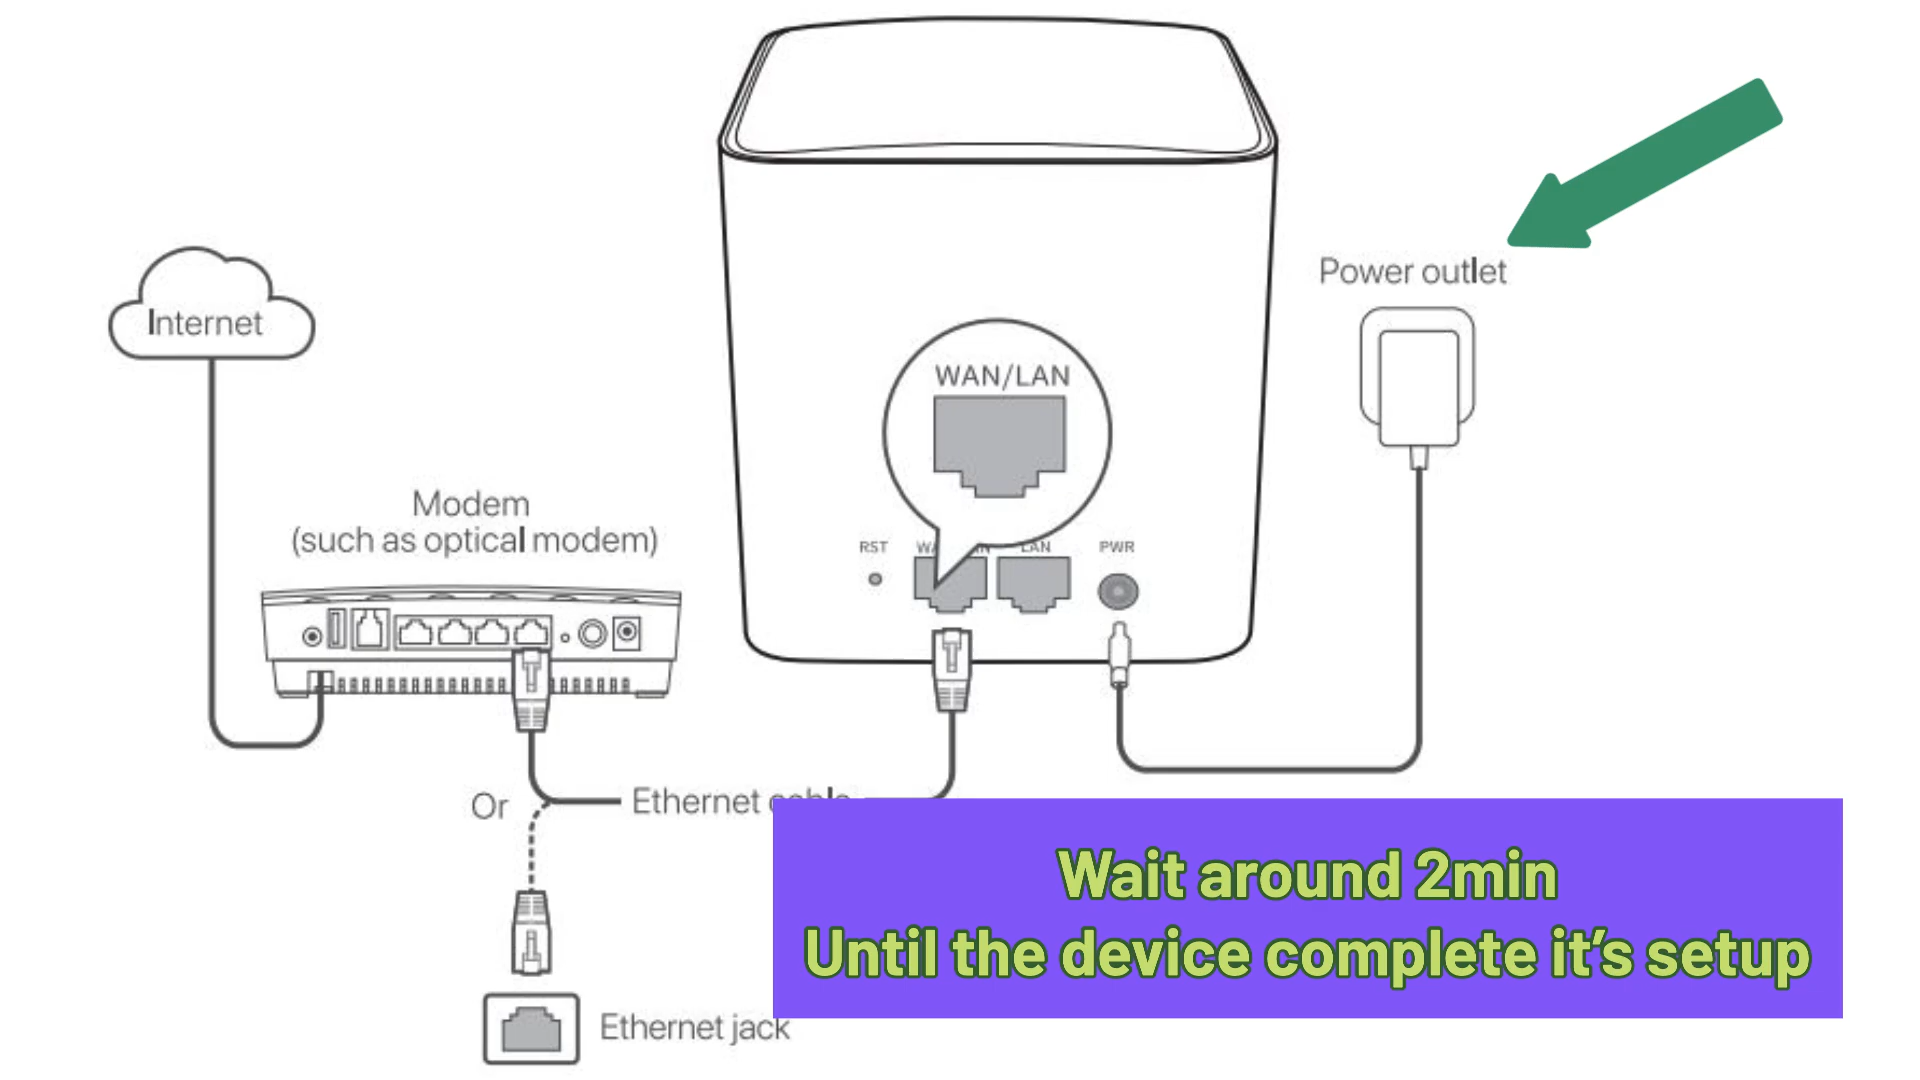 Power outlet
Internet
WAN/LAN
Modem
(such as optical modem)
RST
LAN
PWR
Or
Ethernet
Wait around 2min
Until the device complete it's setup
Ethernet jack